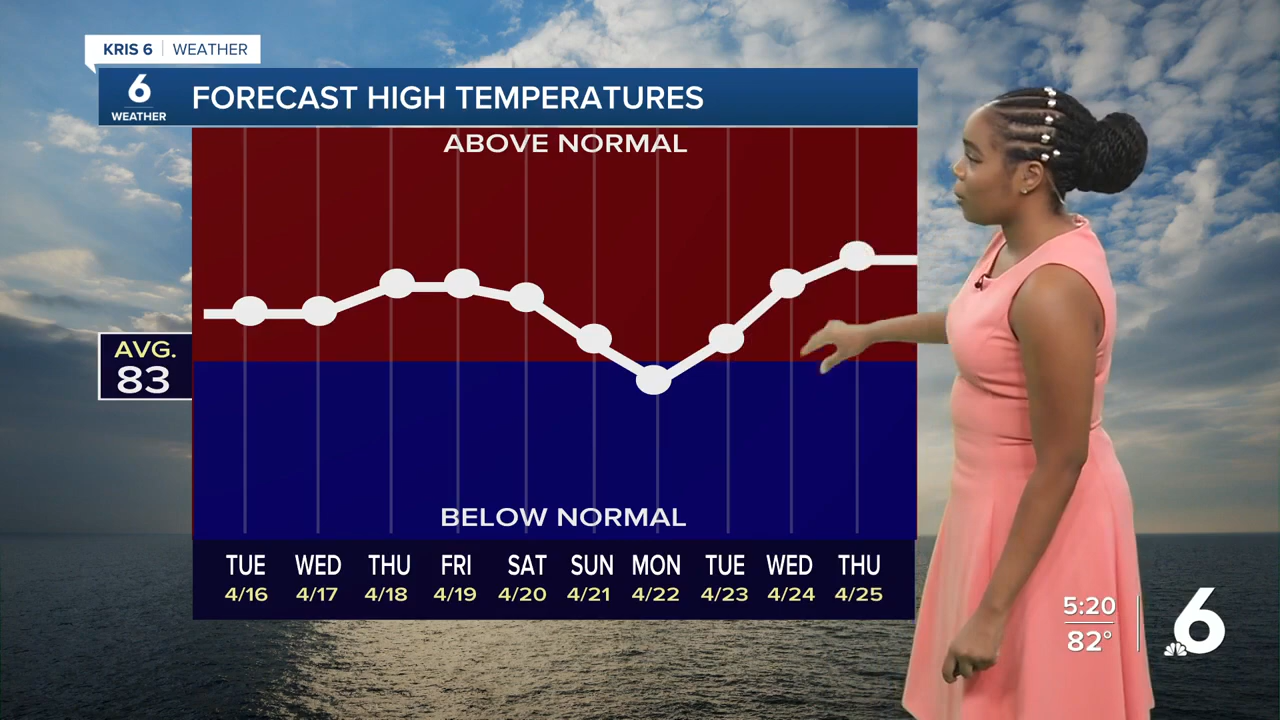 KRIS 6 WEATHER
6
WEATHER
FORECAST HIGH TEMPERATURES
ABOVE NORMAL
AVG.
83
BELOW NORMAL
TUE WED THU FRI SAT SUN MON TUE WED THU
4/16 4/17 4/18 4/19 4/20 4/21 4/22 4/23 4/24 4/25
5:20
82°
6